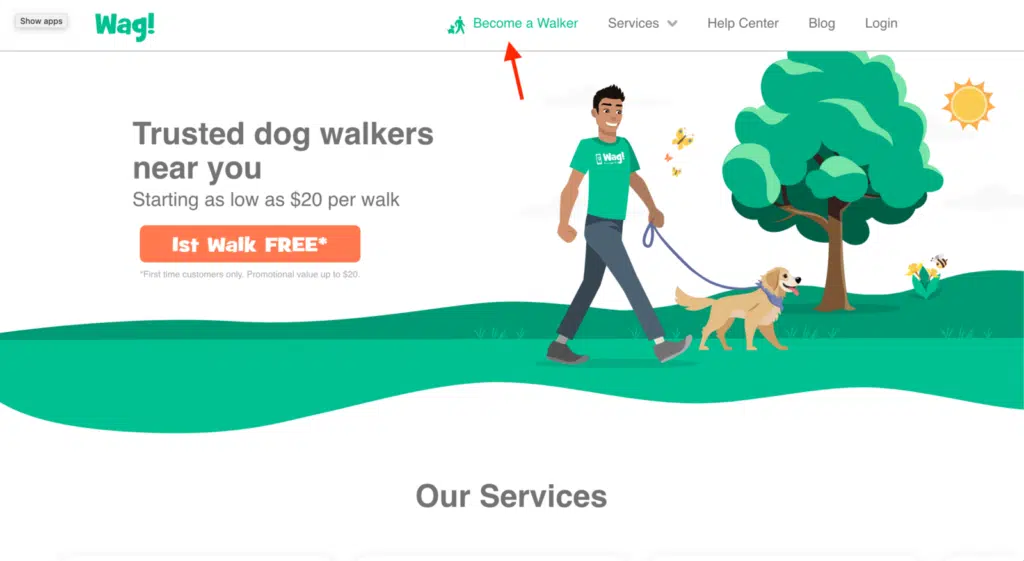 Show apps
Wag!
Become a Walker
Services
Help Center
Blog
Login
Trusted dog walkers
near you
Starting as low as $20 per walk
1st Walk FREE*
*First time customers only. Promotional value up to $20.
Wag!
Our Services